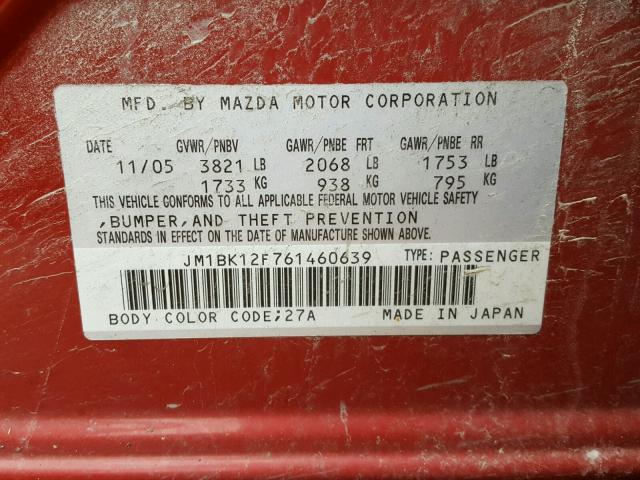 MFD. BY MAZDA MOTOR CORPORATION
DATE GVWR/PNBV GAWR/PNBE FRT GAWR/PNBE RR
11/05 3821 LB 2068 LB 1753 LB
1733 KG 938 KG 795 KG
THIS VEHICLE CONFORMS TO ALL APPLICABLE FEDERAL MOTOR VEHICLE SAFETY
,BUMPER,AND THEFT PREVENTION
STANDARDS IN EFFECT ON THE DATE OF MANUFACTURE SHOWN ABOVE.
JM1BK12F761460639 TYPE: PASSENGER
BODY COLOR CODE;27A MADE IN JAPAN